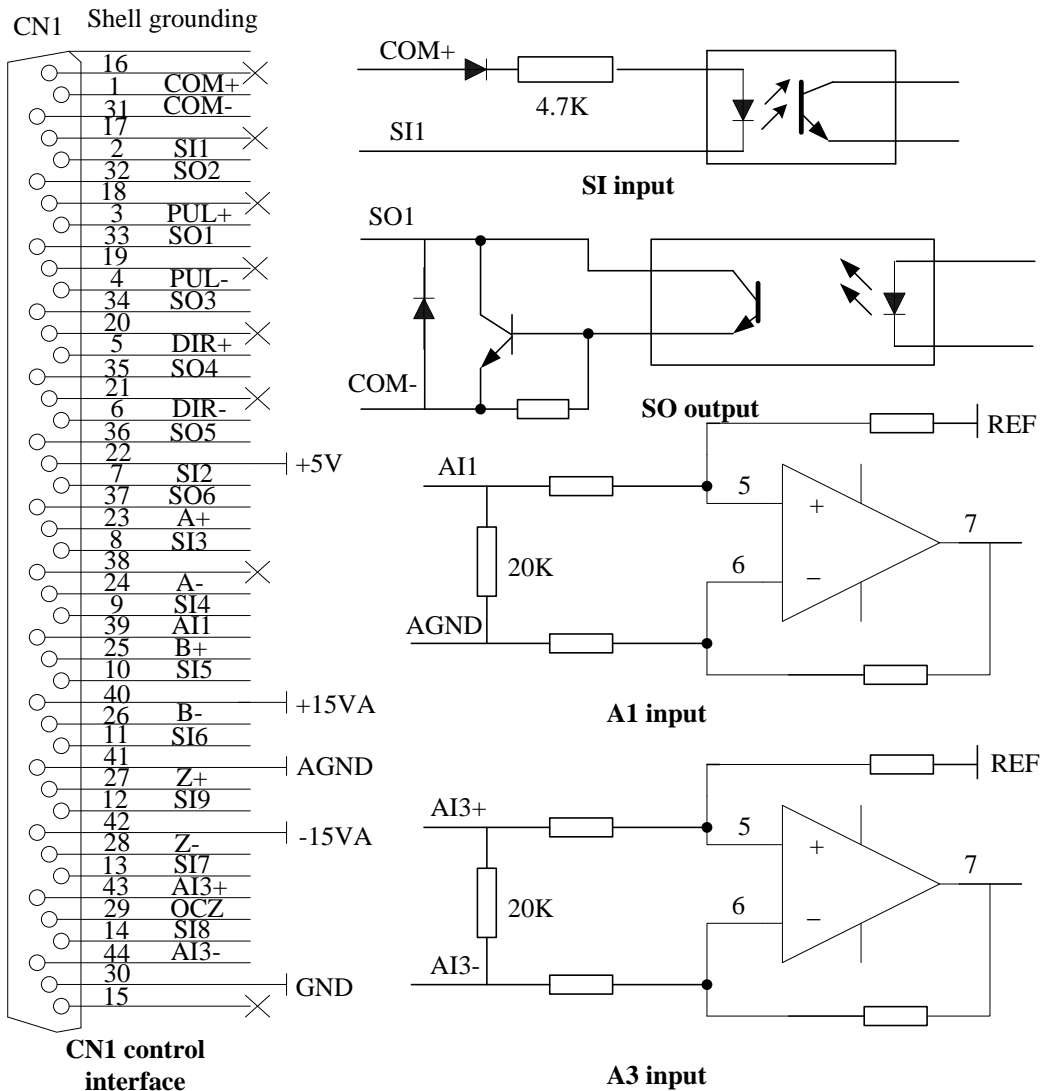 CN1 Shell grounding
16
1 COM+
31 COM-
17
2 SI1
32 SO2
18
3 PUL+
33 SO1
19
4 PUL-
34 SO3
20
5 DIR+
35 SO4
21
6 DIR-
36 SO5
22 +5V
7 SI2
37 SO6
23 A+
8 SI3
38
24 A-
9 SI4
39 AI1
25 B+
10 SI5
40 +15VA
26 B-
11 SI6
41 AGND
27 Z+
12 SI9
42 -15VA
28 Z-
13 SI7
43 AI3+
29 OCZ
14 SI8
44 AI3-
30 GND
15
CN1 control
interface
COM+
4.7K
SI1
SI input
SO1
COM-
SO output
REF
AI1
5
+
7
20K
6
−
AGND
A1 input
REF
AI3+
5
+
7
20K
6
−
AI3-
A3 input